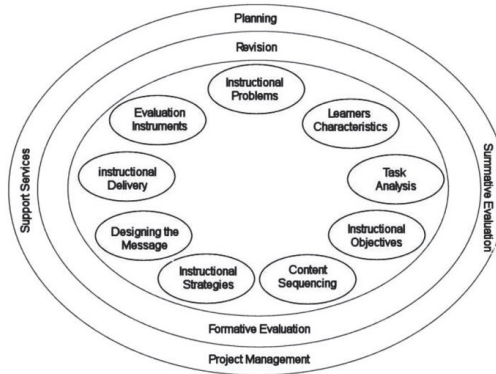 Planning
Revision
Instructional
Problems
Evaluation
Instruments
Learners
Characteristics
instructional
Delivery
Task
Analysis
Support Services
Summative Evaluation
Designing the
Message
Instructional
Objectives
Instructional
Strategies
Content
Sequencing
Formative Evaluation
Project Management